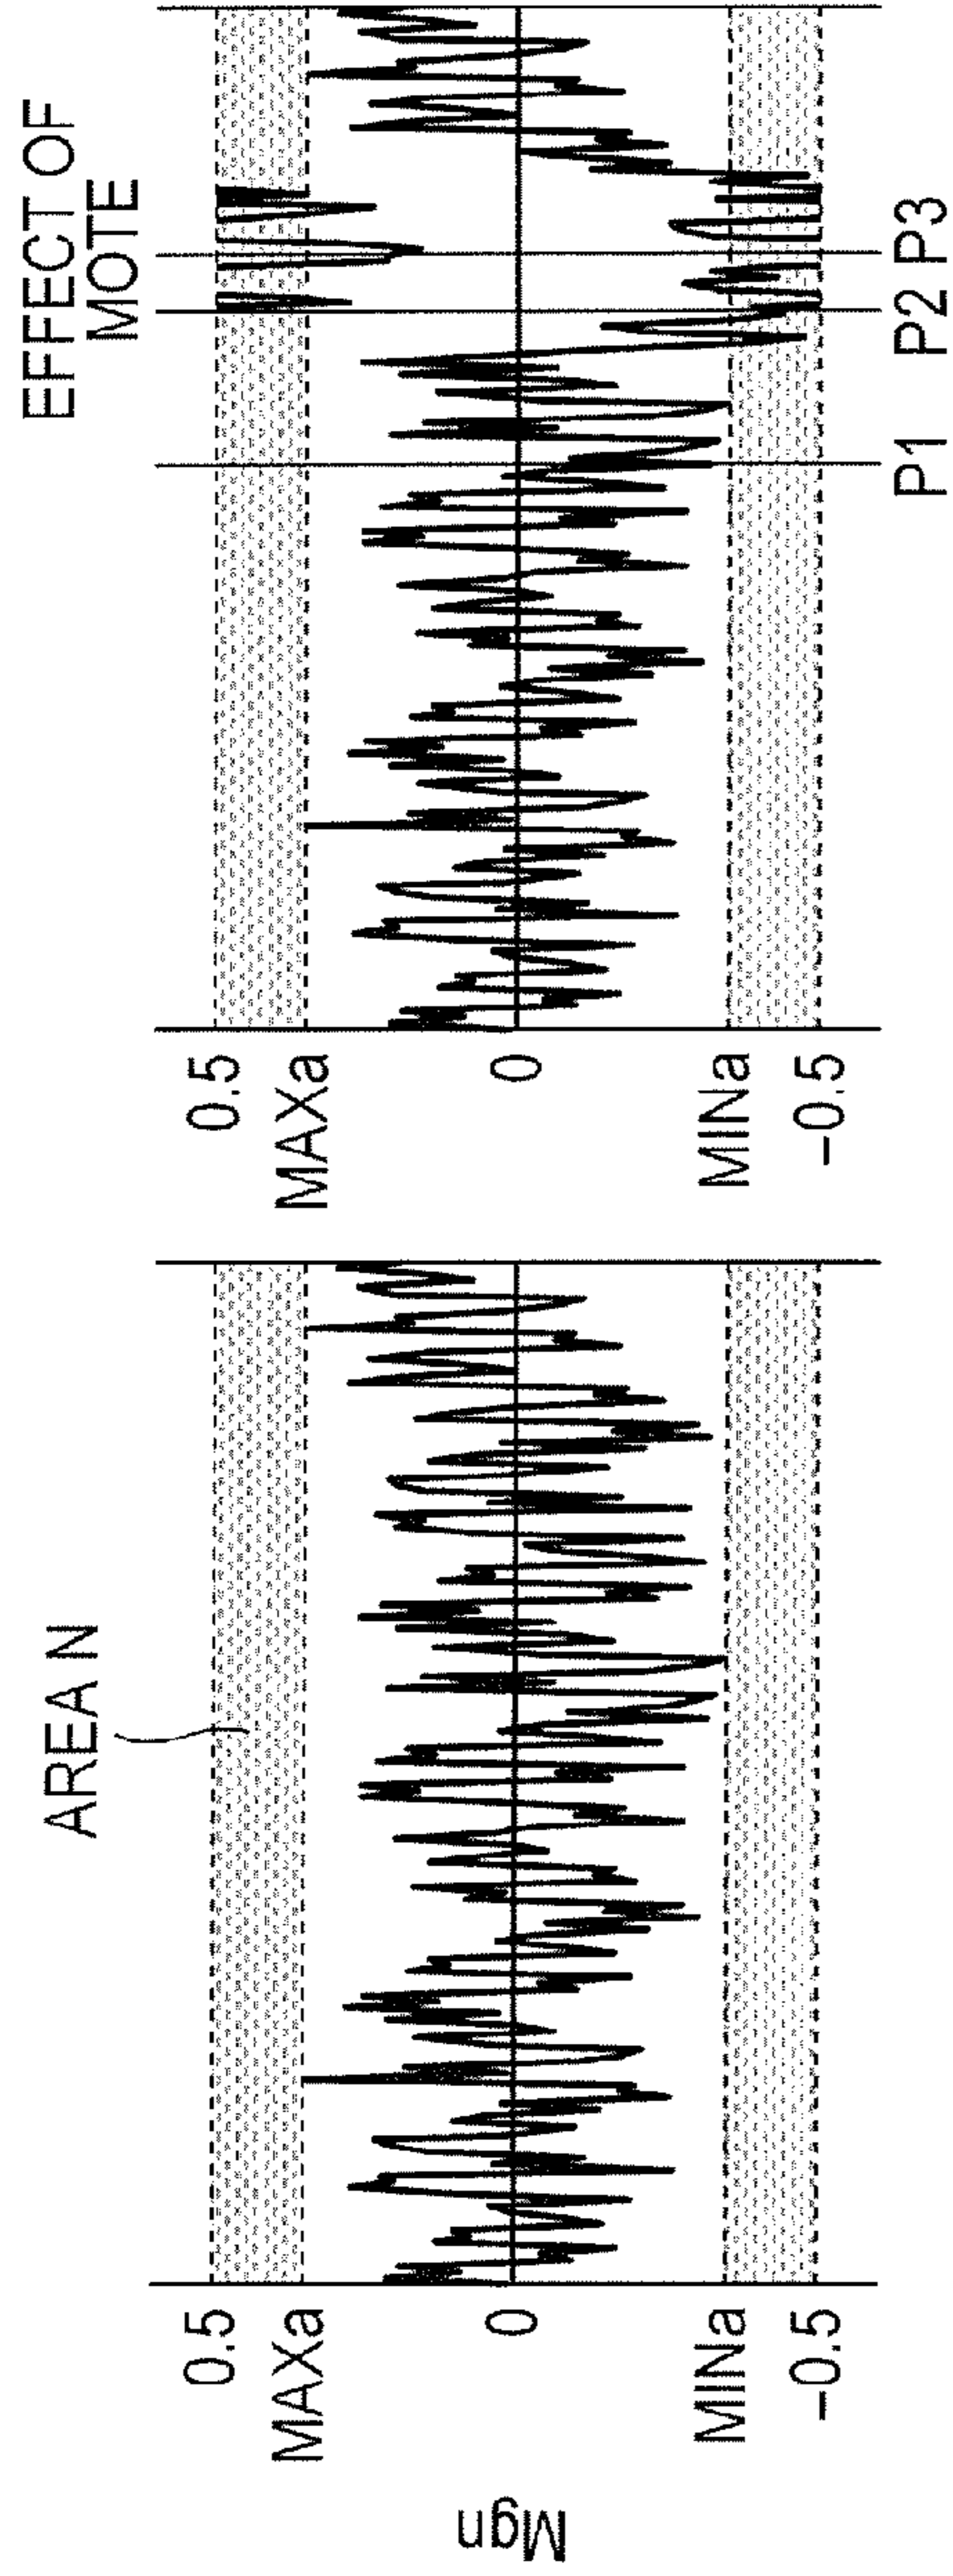 Mgn
0.5
MAXa
0
MINa
-0.5
AREA N
0.5
MAXa
0
MINa
-0.5
EFFECT OF
MOTE
P1
P2
P3